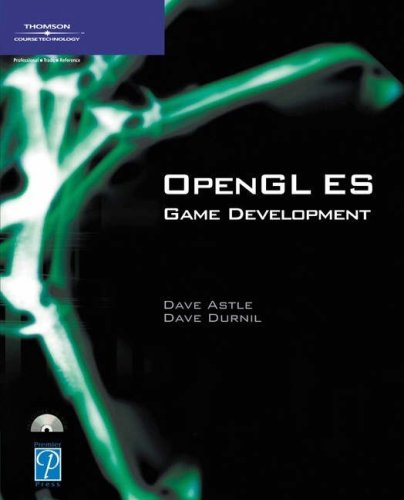 THOMSON
COURSE TECHNOLOGY
Professional ■ Trade ■ Reference
OPENGL ES
GAME DEVELOPMENT
DAVE ASTLE
DAVE DURNIL
Premier
P
Press